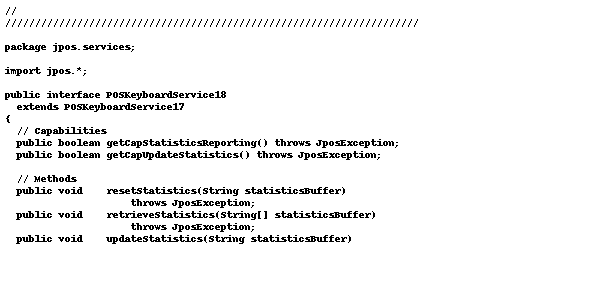 //
/////////////////////////////////////////////////////////////////////

package jpos.services;

import jpos.*;

public interface POSKeyboardService18
  extends POSKeyboardService17
{
  // Capabilities
  public boolean getCapStatisticsReporting() throws JposException;
  public boolean getCapUpdateStatistics() throws JposException;

  // Methods
  public void    resetStatistics(String statisticsBuffer)
                     throws JposException;
  public void    retrieveStatistics(String[] statisticsBuffer)
                     throws JposException;
  public void    updateStatistics(String statisticsBuffer)